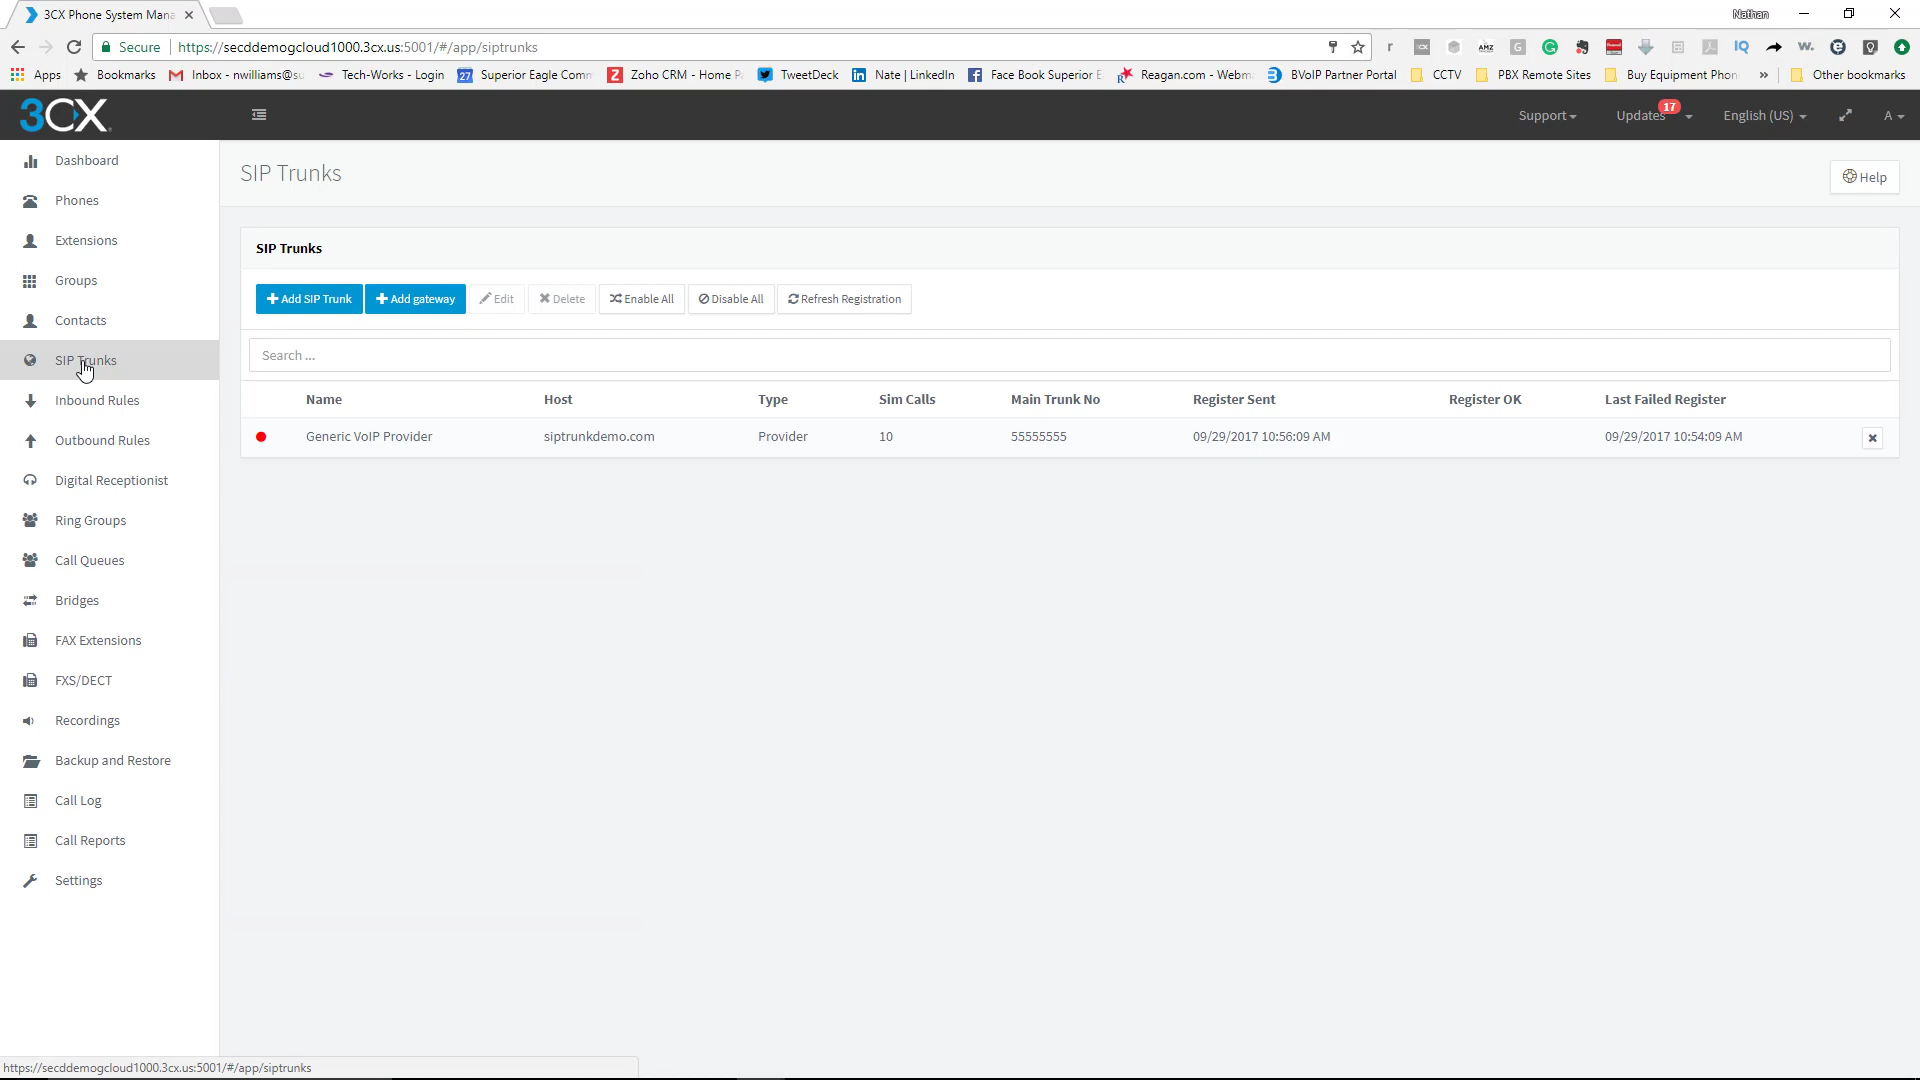 3CX Phone System Mana
Nathan
Secure https://secddemogcloud1000.3cx.us:5001/#/app/siptrunks
Apps Bookmarks Inbox - nwilliams@su Tech-Works - Login 27 Superior Eagle Comm Zoho CRM - Home Pa TweetDeck Nate | LinkedIn Face Book Superior E Reagan.com - Webm BVoIP Partner Portal CCTV PBX Remote Sites Buy Equipment Phon » Other bookmarks
3CX Support Updates 17 English (US) A
Dashboard
Phones
Extensions
Groups
Contacts
SIP Trunks
Inbound Rules
Outbound Rules
Digital Receptionist
Ring Groups
Call Queues
Bridges
FAX Extensions
FXS/DECT
Recordings
Backup and Restore
Call Log
Call Reports
Settings
SIP Trunks
Help
SIP Trunks
Add SIP Trunk Add gateway Edit Delete Enable All Disable All Refresh Registration
Search ...
Name Host Type Sim Calls Main Trunk No Register Sent Register OK Last Failed Register
Generic VoIP Provider siptrunkdemo.com Provider 10 55555555 09/29/2017 10:56:09 AM 09/29/2017 10:54:09 AM
https://secddemogcloud1000.3cx.us:5001/#/app/siptrunks